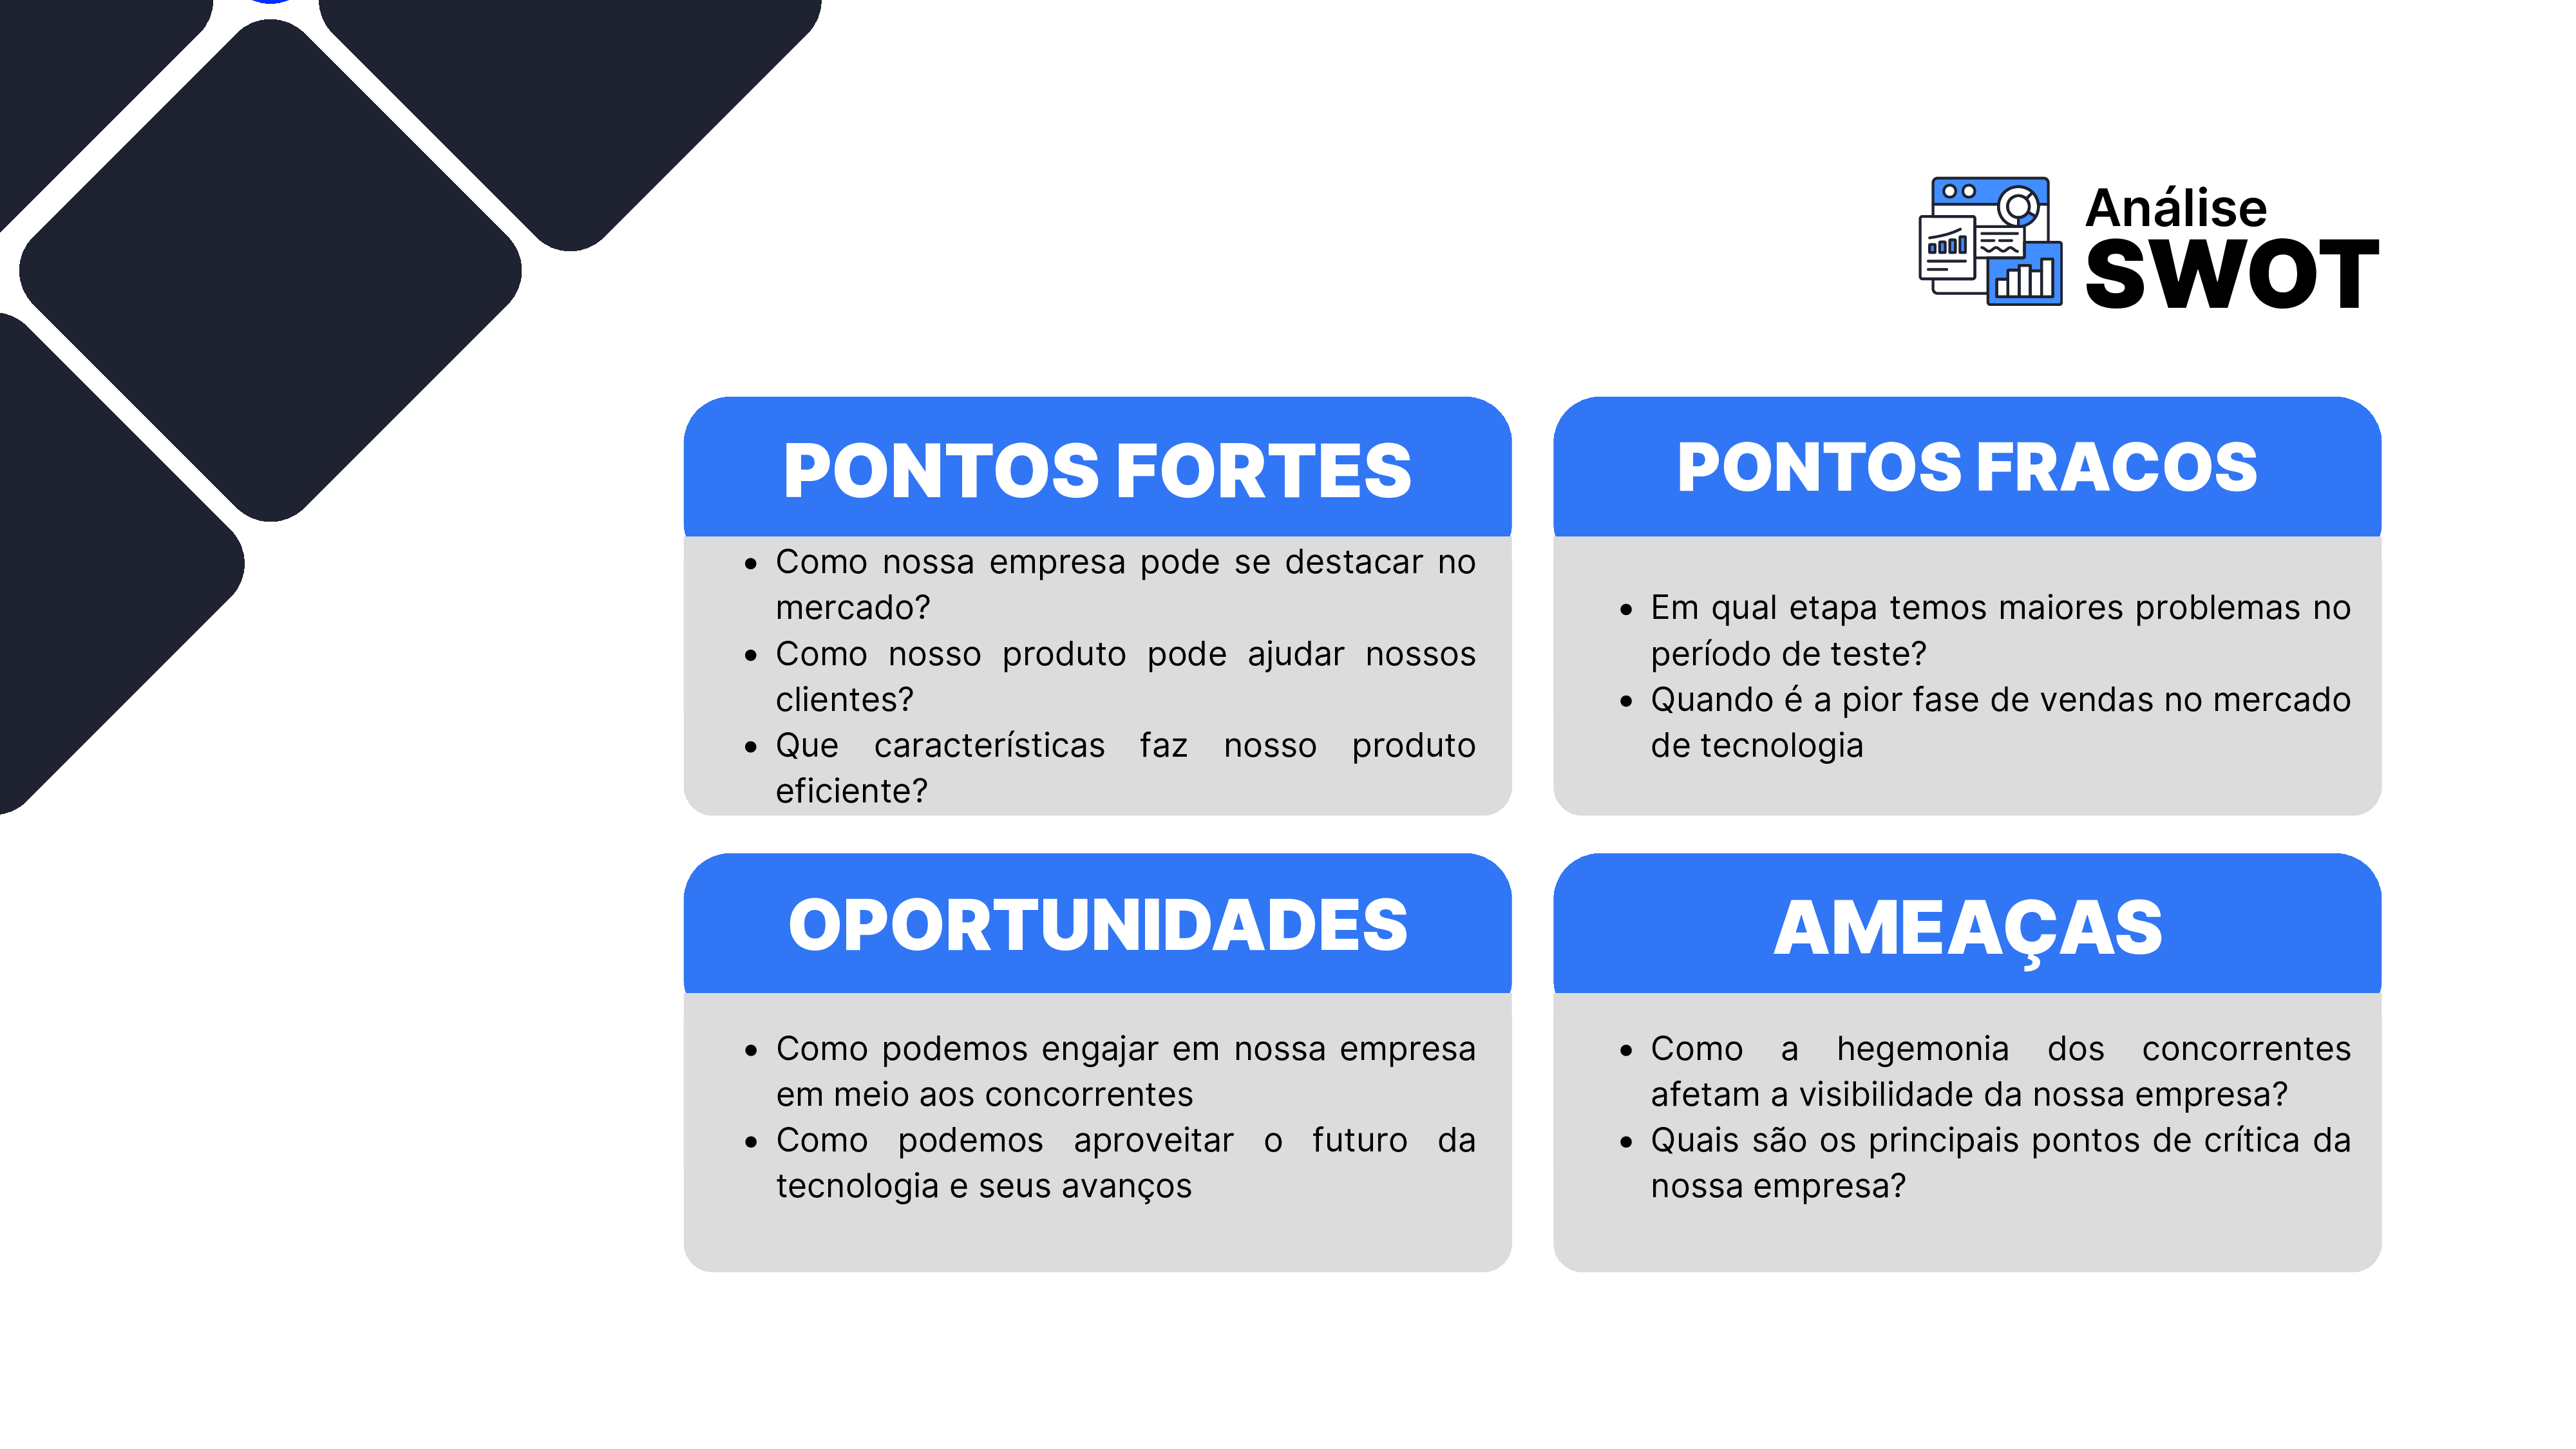 Análise
SWOT
PONTOS FORTES
• Como nossa empresa pode se destacar no
mercado?
• Como nosso produto pode ajudar nossos
clientes?
• Que características faz nosso produto
eficiente?
PONTOS FRACOS
• Em qual etapa temos maiores problemas no
período de teste?
• Quando é a pior fase de vendas no mercado
de tecnologia
OPORTUNIDADES
• Como podemos engajar em nossa empresa
em meio aos concorrentes
• Como podemos aproveitar o futuro da
tecnologia e seus avanços
AMEAÇAS
• Como a hegemonia dos concorrentes
afetam a visibilidade da nossa empresa?
• Quais são os principais pontos de crítica da
nossa empresa?